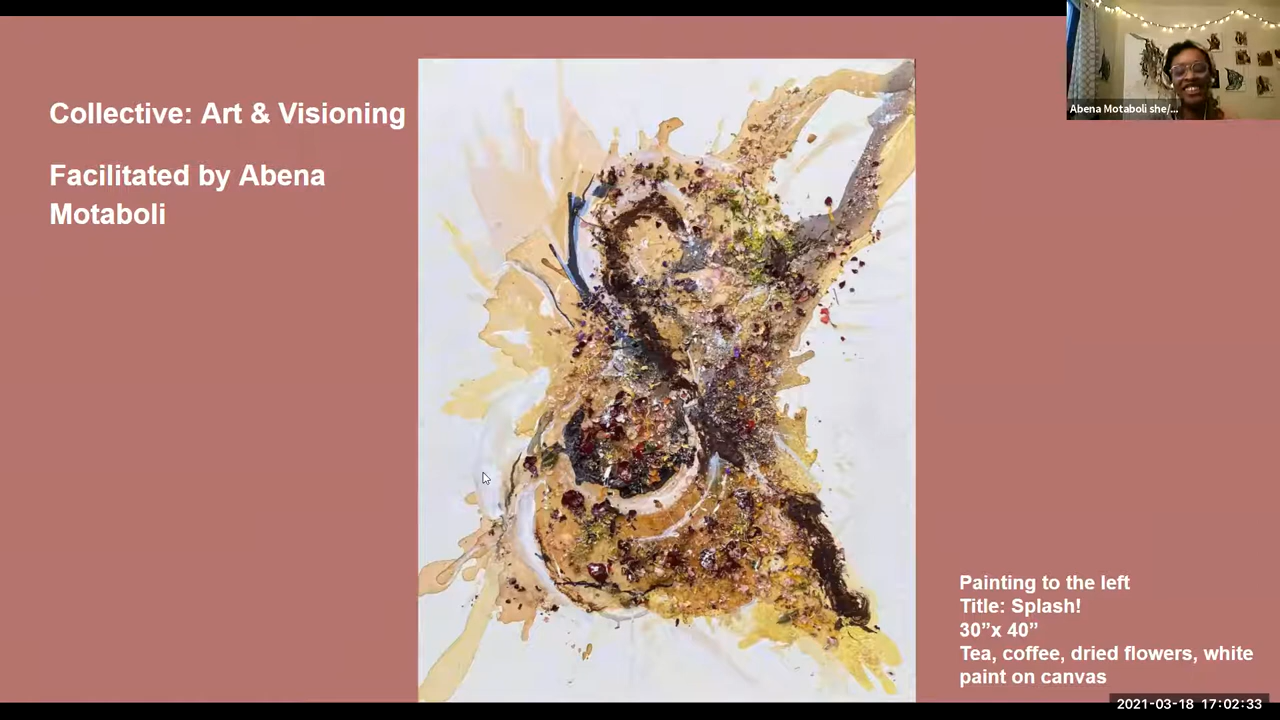 Collective: Art & Visioning
Facilitated by Abena
Motaboli
Abena Motaboli she/...
Painting to the left
Title: Splash!
30”x 40”
Tea, coffee, dried flowers, white
paint on canvas
2021-03-18 17:02:33